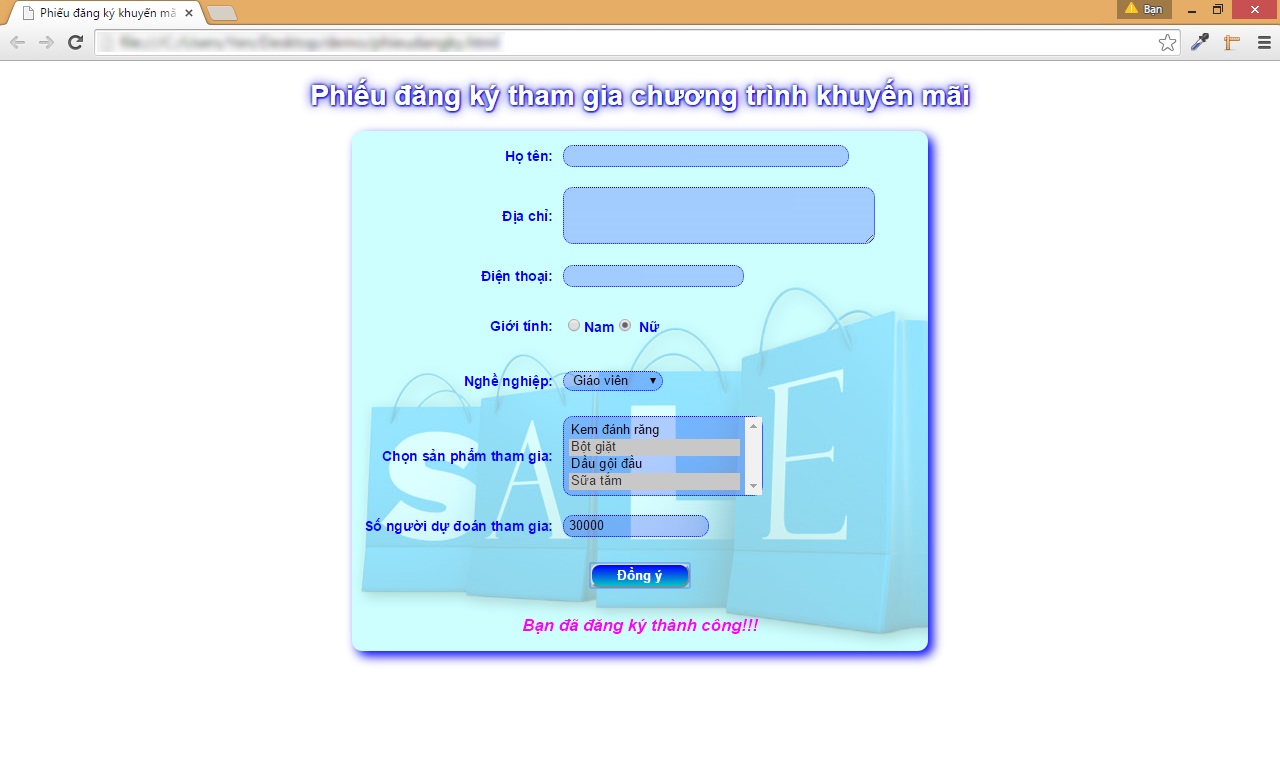 Phiếu đăng ký khuyến mã
Bạn
Phiếu đăng ký tham gia chương trình khuyến mãi
Họ tên:
Địa chỉ:
Điện thoại:
Giới tính: Nam Nữ
Nghề nghiệp: Giáo viên
Chọn sản phẩm tham gia:
Kem đánh răng
Bột giặt
Dầu gội đầu
Sữa tắm
Số người dự đoán tham gia: 30000
Đồng ý
Bạn đã đăng ký thành công!!!
SALE